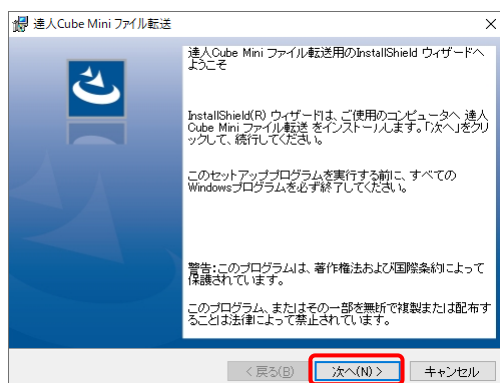 達人Cube Mini ファイル転送
達人Cube Mini ファイル転送用のInstallShield ウィザードへ
ようこそ
InstallShield(R) ウィザードは、ご使用のコンピュータへ 達人
Cube Mini ファイル転送 をインストールします。「次へ」をクリ
ックして、続行してください。
このセットアッププログラムを実行する前に、すべての
Windowsプログラムを必ず終了してください。
警告:このプログラムは、著作権法および国際条約によって
保護されています。
このプログラム、またはその一部を無断で複製または配布す
ることは法律によって禁止されています。
< 戻る(B) 次へ(N) > キャンセル